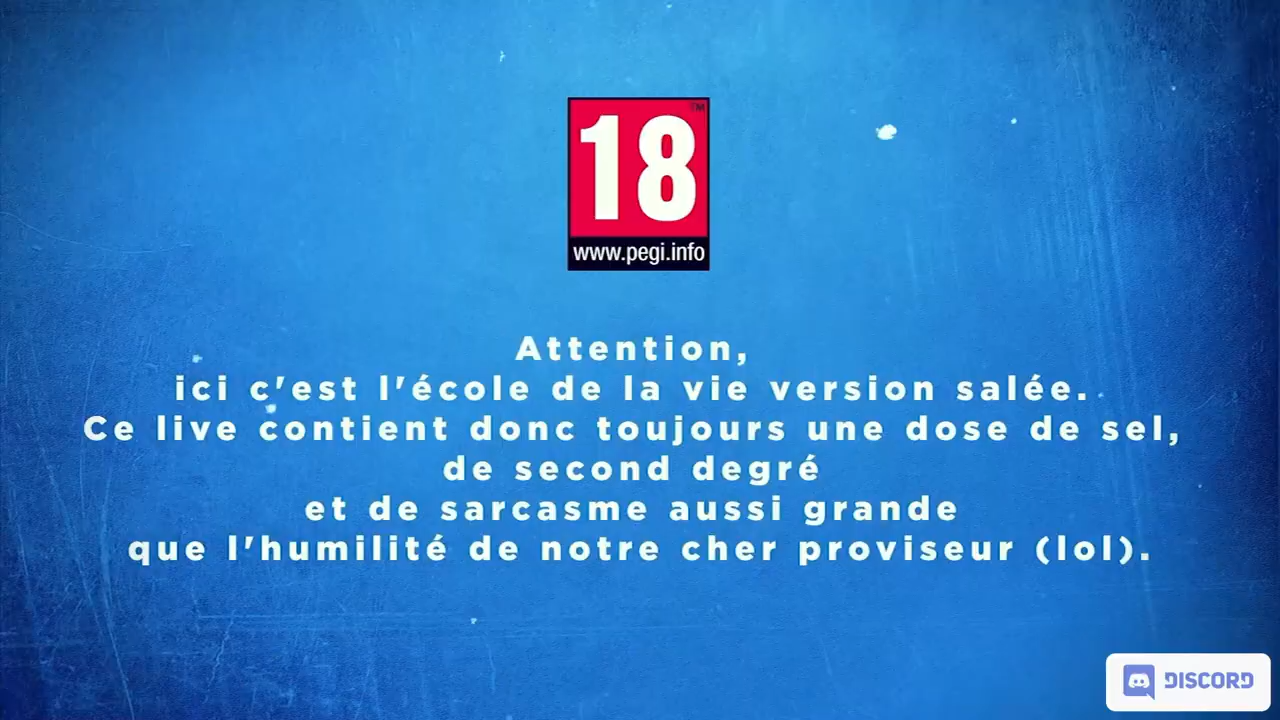 18
TM
www.pegi.info
Attention,
ici c'est l'école de la vie version salée.
Ce live contient donc toujours une dose de sel,
de second degré
et de sarcasme aussi grande
que l'humilité de notre cher proviseur (lol).
DISCORD